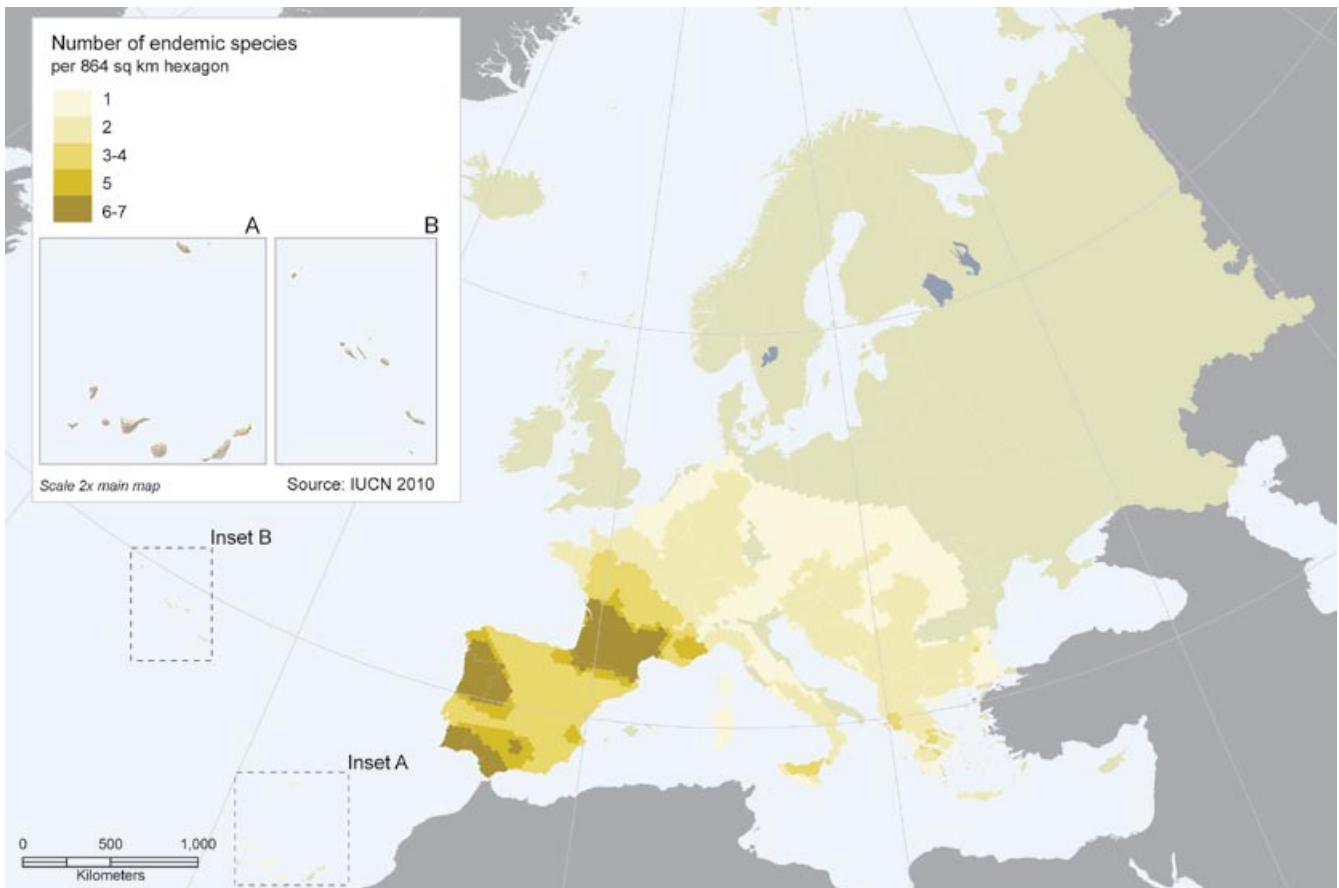 Number of endemic species
per 864 sq km hexagon
1
2
3-4
5
6-7
A
B
Scale 2x main map
Source: IUCN 2010
Inset B
Inset A
0 500 1,000
Kilometers